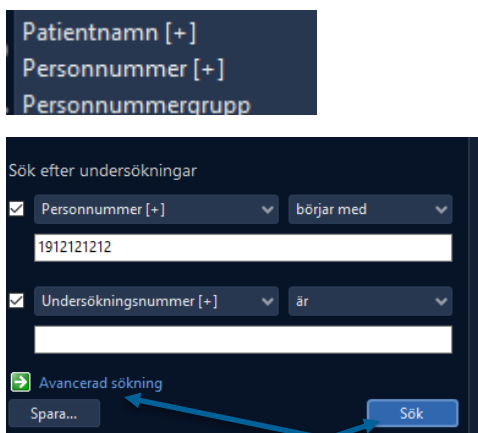 Patientnamn [+]
Personnummer [+]
Personnummergrupp
Sök efter undersökningar
Personnummer [+] börjar med
1912121212
Undersökningsnummer [+] är
Avancerad sökning
Spara... Sök